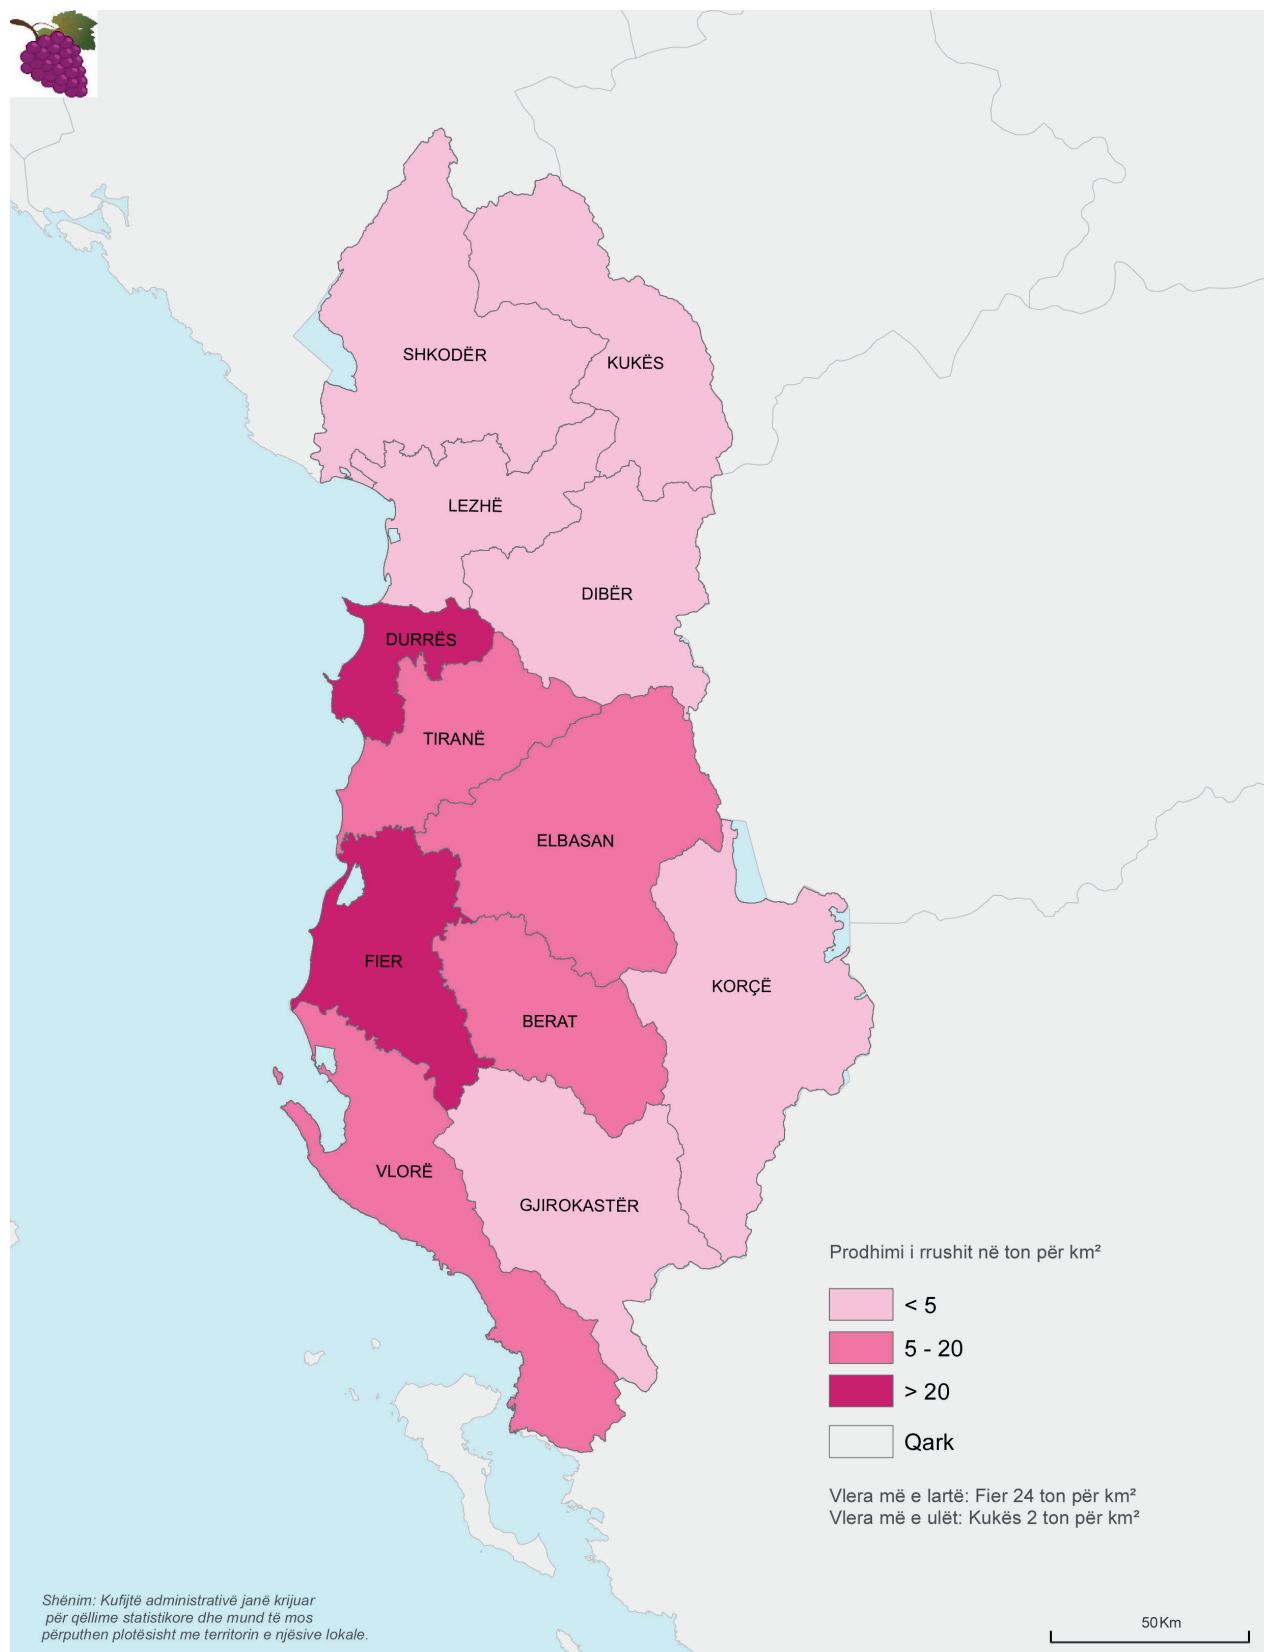 SHKODËR
KUKËS
LEZHË
DIBËR
DURRËS
TIRANË
ELBASAN
FIER
KORÇË
BERAT
VLORË
GJIROKASTËR
Prodhimi i rrushit në ton për km²
< 5
5 - 20
> 20
Qark
Vlera më e lartë: Fier 24 ton për km²
Vlera më e ulët: Kukës 2 ton për km²
Shënim: Kufijtë administrativë janë krijuar
për qëllime statistikore dhe mund të mos
përputhen plotësisht me territorin e njësive lokale.
50Km